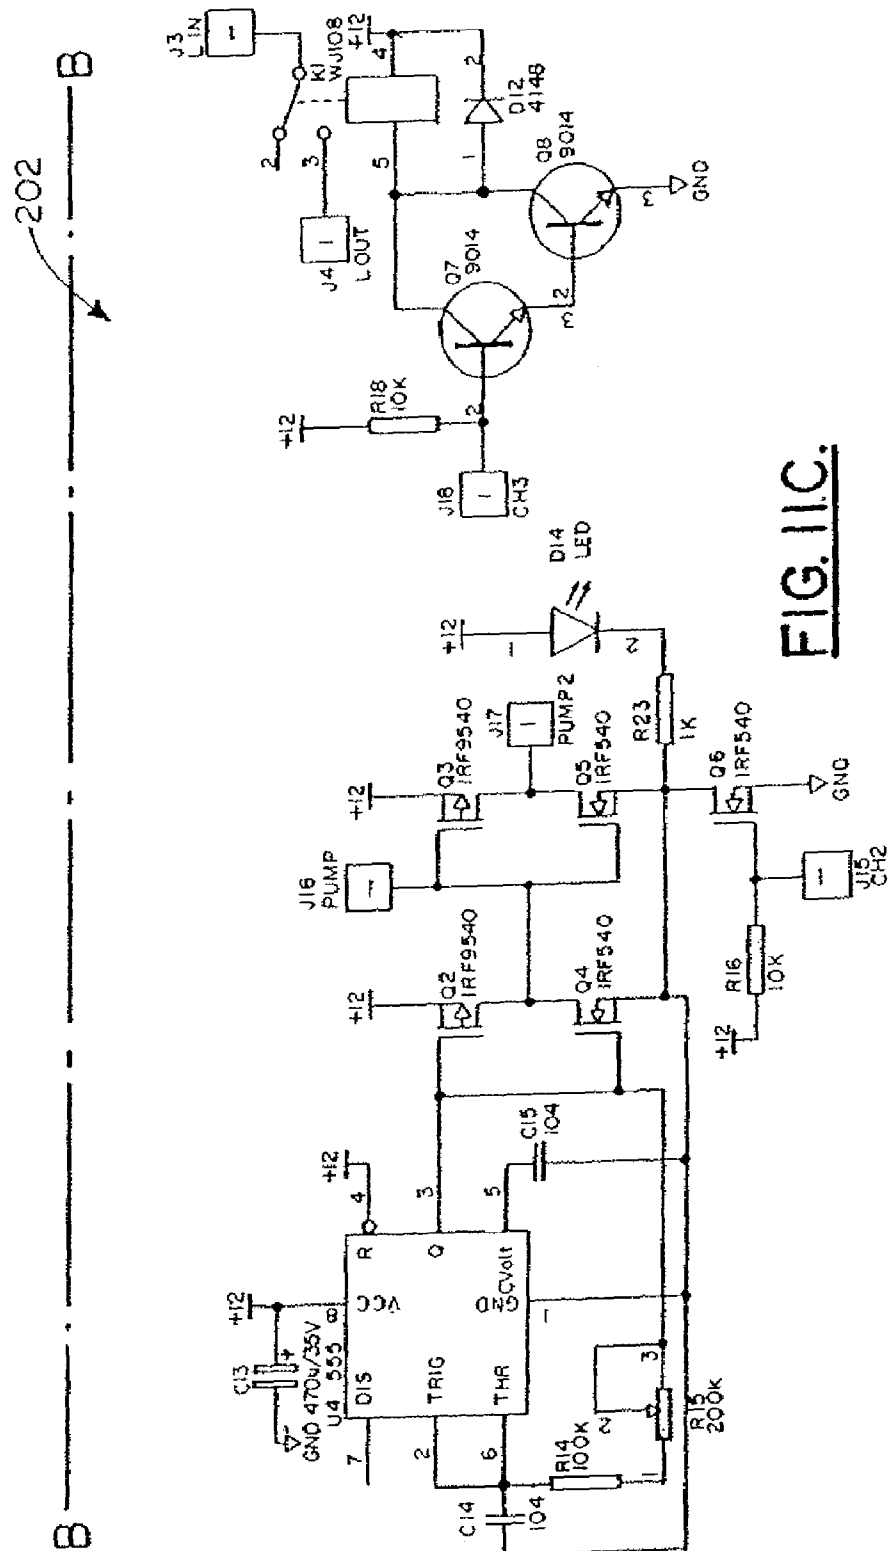 B
B
202
GND
C13
470u/35V
+12
U4
555
7
DIS
8
VCC
4
R
+12
2
TRIG
Q
3
6
THR
GND
CVolt
5
1
C14
104
R14
100K
1
2
3
R15
200K
C15
104
+12
Q2
IRF9540
Q4
IRF540
J16
PUMP
1
+12
Q3
IRF9540
J17
1
PUMP2
Q5
IRF540
R23
1K
+12
1
2
D14
LED
Q6
IRF540
GND
+12
R16
10K
1
J15
CH2
+12
R18
10K
J18
1
CH3
2
Q7
9014
3
2
Q8
9014
3
GND
J4
1
LOUT
2
3
K1
WJ108
J3
L IN
1
5
4
+12
1
2
D12
4148
FIG. 11C.